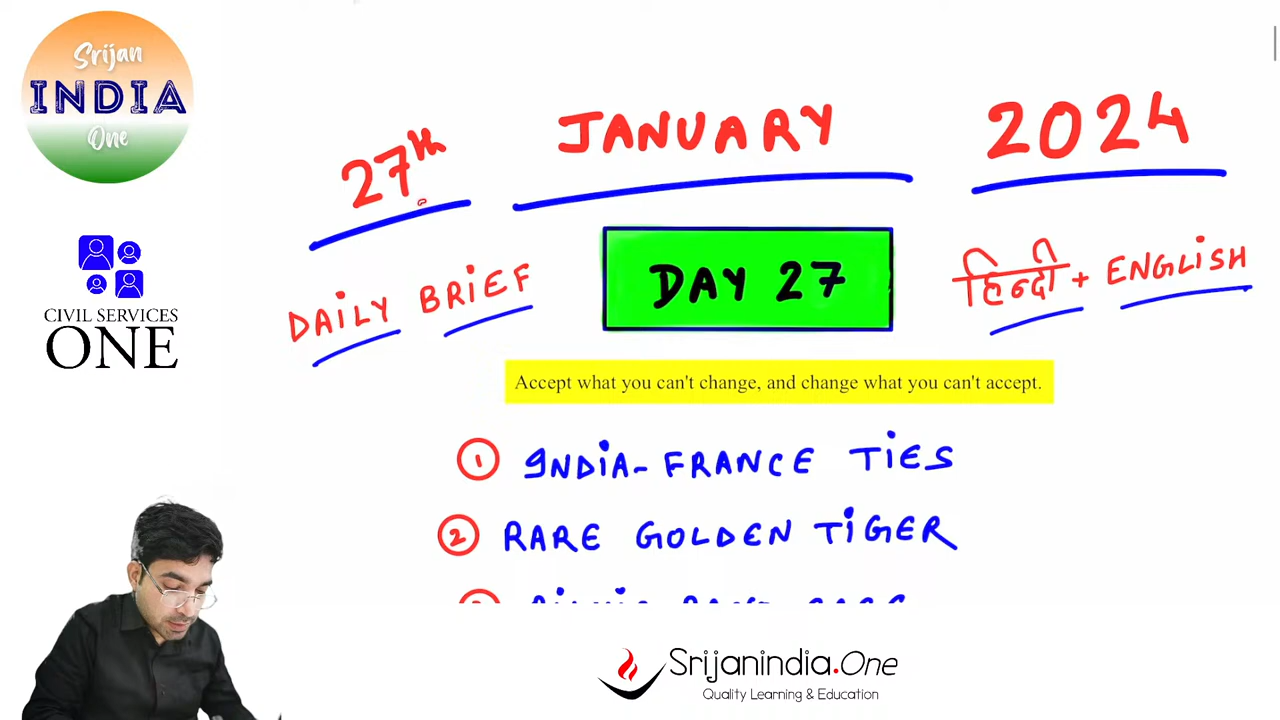 Srijan
INDIA
One
CIVIL SERVICES
ONE
27th JANUARY 2024
DAILY BRIEF
DAY 27
हिन्दी + ENGLISH
Accept what you can't change, and change what you can't accept.
1 INDIA-FRANCE TIES
2 RARE GOLDEN TIGER
Srijanindia.One
Quality Learning & Education